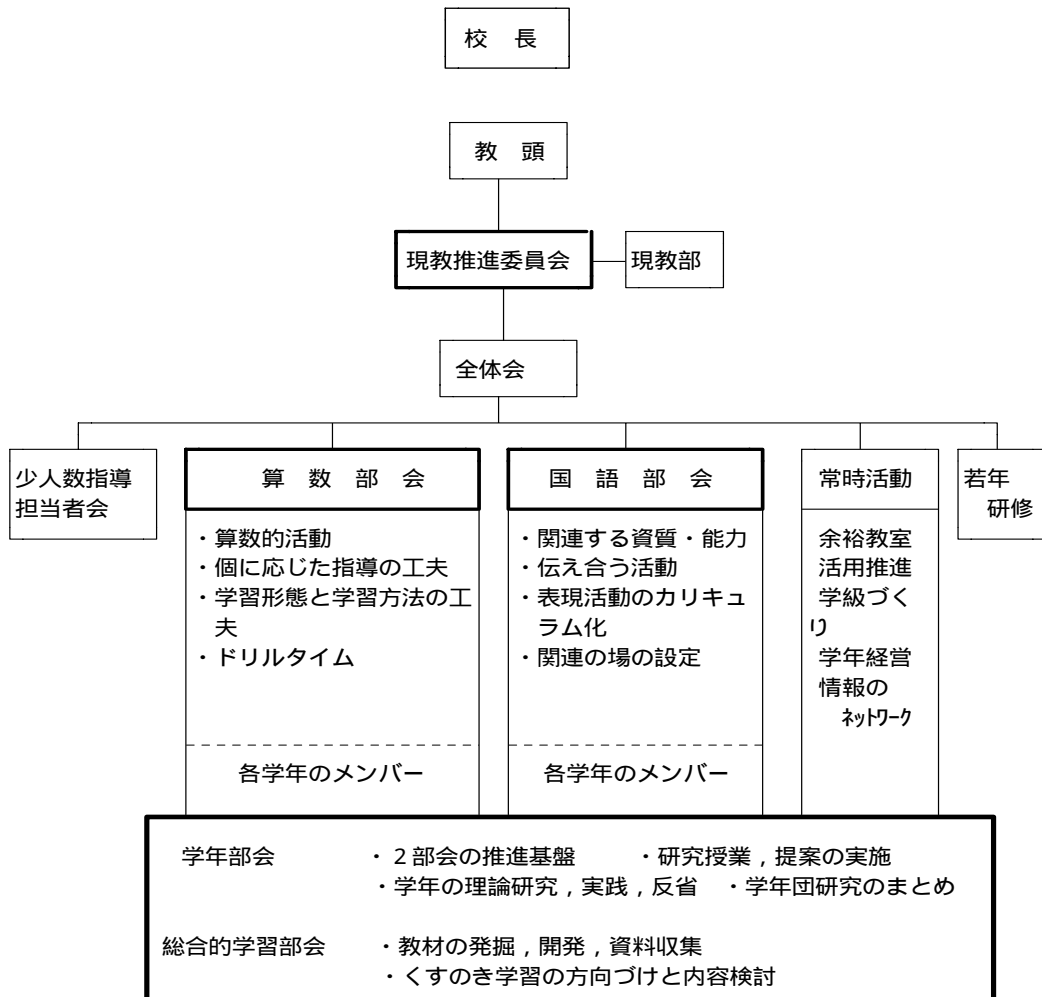 校　長
教　頭
現教推進委員会
現教部
全体会
少人数指導
担当者会
算　数　部　会
・算数的活動
・個に応じた指導の工夫
・学習形態と学習方法の工
夫
・ドリルタイム
各学年のメンバー
国　語　部　会
・関連する資質・能力
・伝え合う活動
・表現活動のカリキュ
ラム化
・関連の場の設定
各学年のメンバー
常時活動
余裕教室
活用推進
学級づく
り
学年経営
情報の
ﾈｯﾄﾜｰｸ
若年
研修
学年部会　・２部会の推進基盤　・研究授業，提案の実施
・学年の理論研究，実践，反省　・学年団研究のまとめ
総合的学習部会　・教材の発掘，開発，資料収集
・くすのき学習の方向づけと内容検討